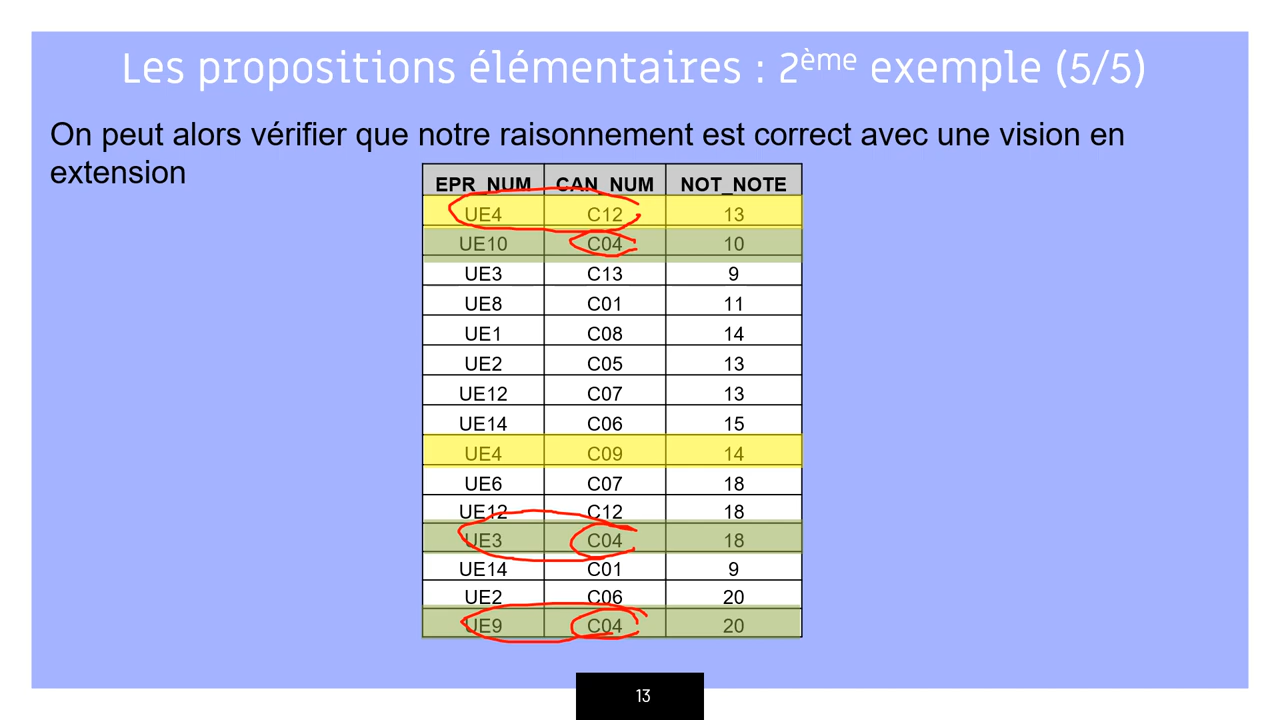 Les propositions élémentaires : 2ème exemple (5/5)
On peut alors vérifier que notre raisonnement est correct avec une vision en
extension
EPR_NUM CAN_NUM NOT_NOTE
UE4 C12 13
UE10 C04 10
UE3 C13 9
UE8 C01 11
UE1 C08 14
UE2 C05 13
UE12 C07 13
UE14 C06 15
UE4 C09 14
UE6 C07 18
UE12 C12 18
UE3 C04 18
UE14 C01 9
UE2 C06 20
UE9 C04 20
13